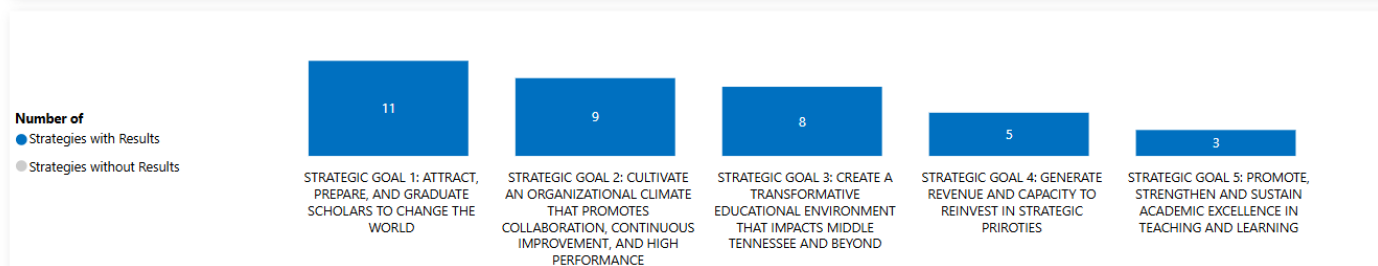 Number of
Strategies with Results
Strategies without Results
11
9
8
5
3
STRATEGIC GOAL 1: ATTRACT,
PREPARE, AND GRADUATE
SCHOLARS TO CHANGE THE
WORLD
STRATEGIC GOAL 2: CULTIVATE
AN ORGANIZATIONAL CLIMATE
THAT PROMOTES
COLLABORATION, CONTINUOUS
IMPROVEMENT, AND HIGH
PERFORMANCE
STRATEGIC GOAL 3: CREATE A
TRANSFORMATIVE
EDUCATIONAL ENVIRONMENT
THAT IMPACTS MIDDLE
TENNESSEE AND BEYOND
STRATEGIC GOAL 4: GENERATE
REVENUE AND CAPACITY TO
REINVEST IN STRATEGIC
PRIROTIES
STRATEGIC GOAL 5: PROMOTE,
STRENGTHEN AND SUSTAIN
ACADEMIC EXCELLENCE IN
TEACHING AND LEARNING